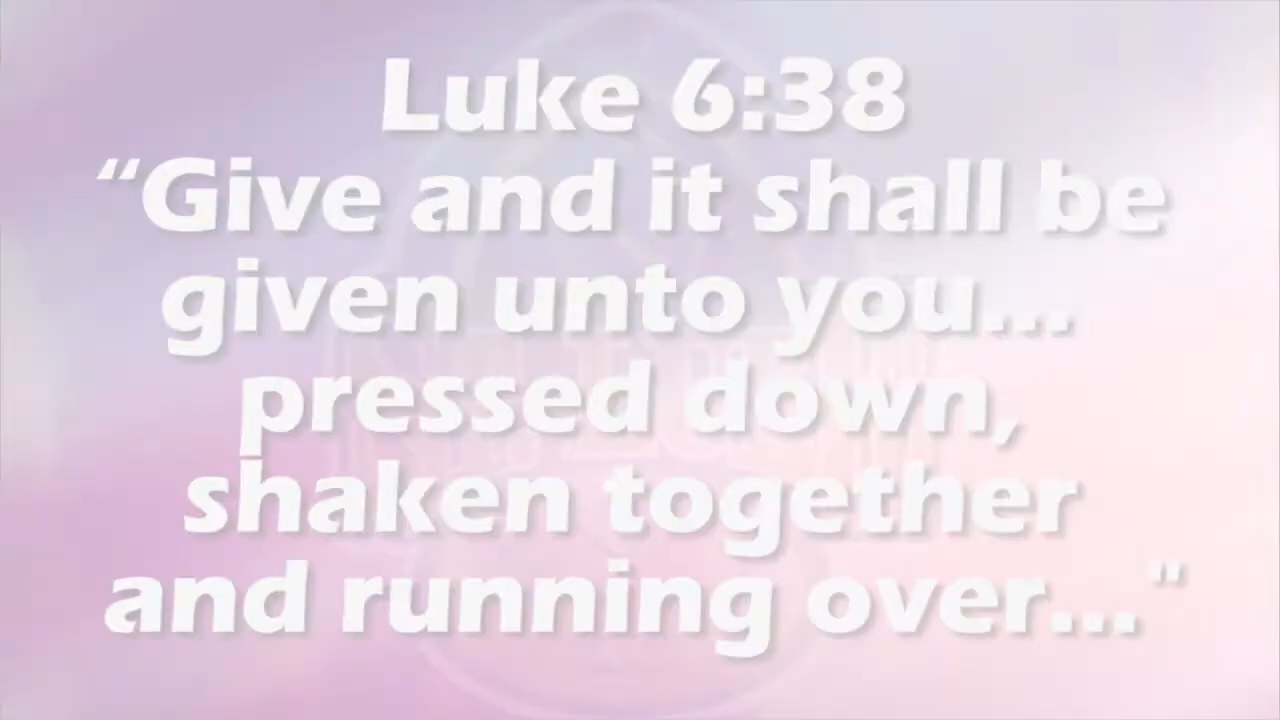 Luke 6:38
“Give and it shall be
given unto you...
pressed down,
shaken together
and running over..."